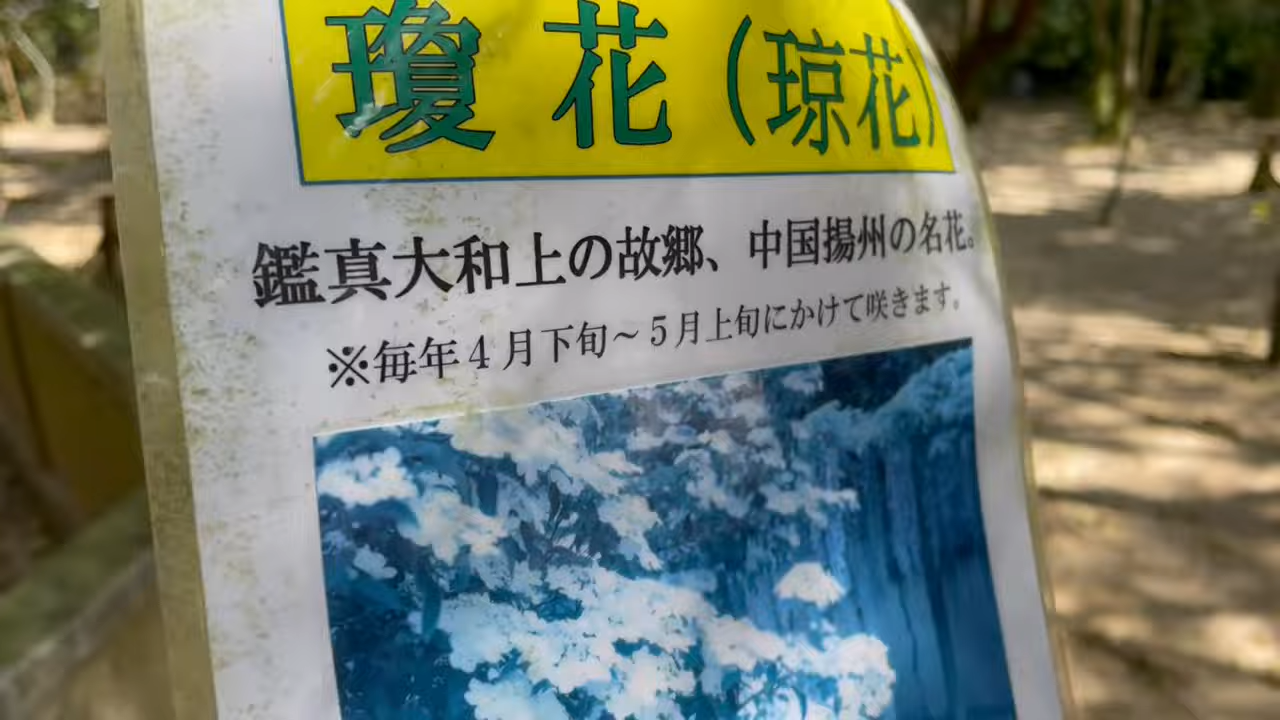 瓊花（琼花）
鑑真大和上の故郷、中国揚州の名花。
※毎年４月下旬～５月上旬にかけて咲きます。